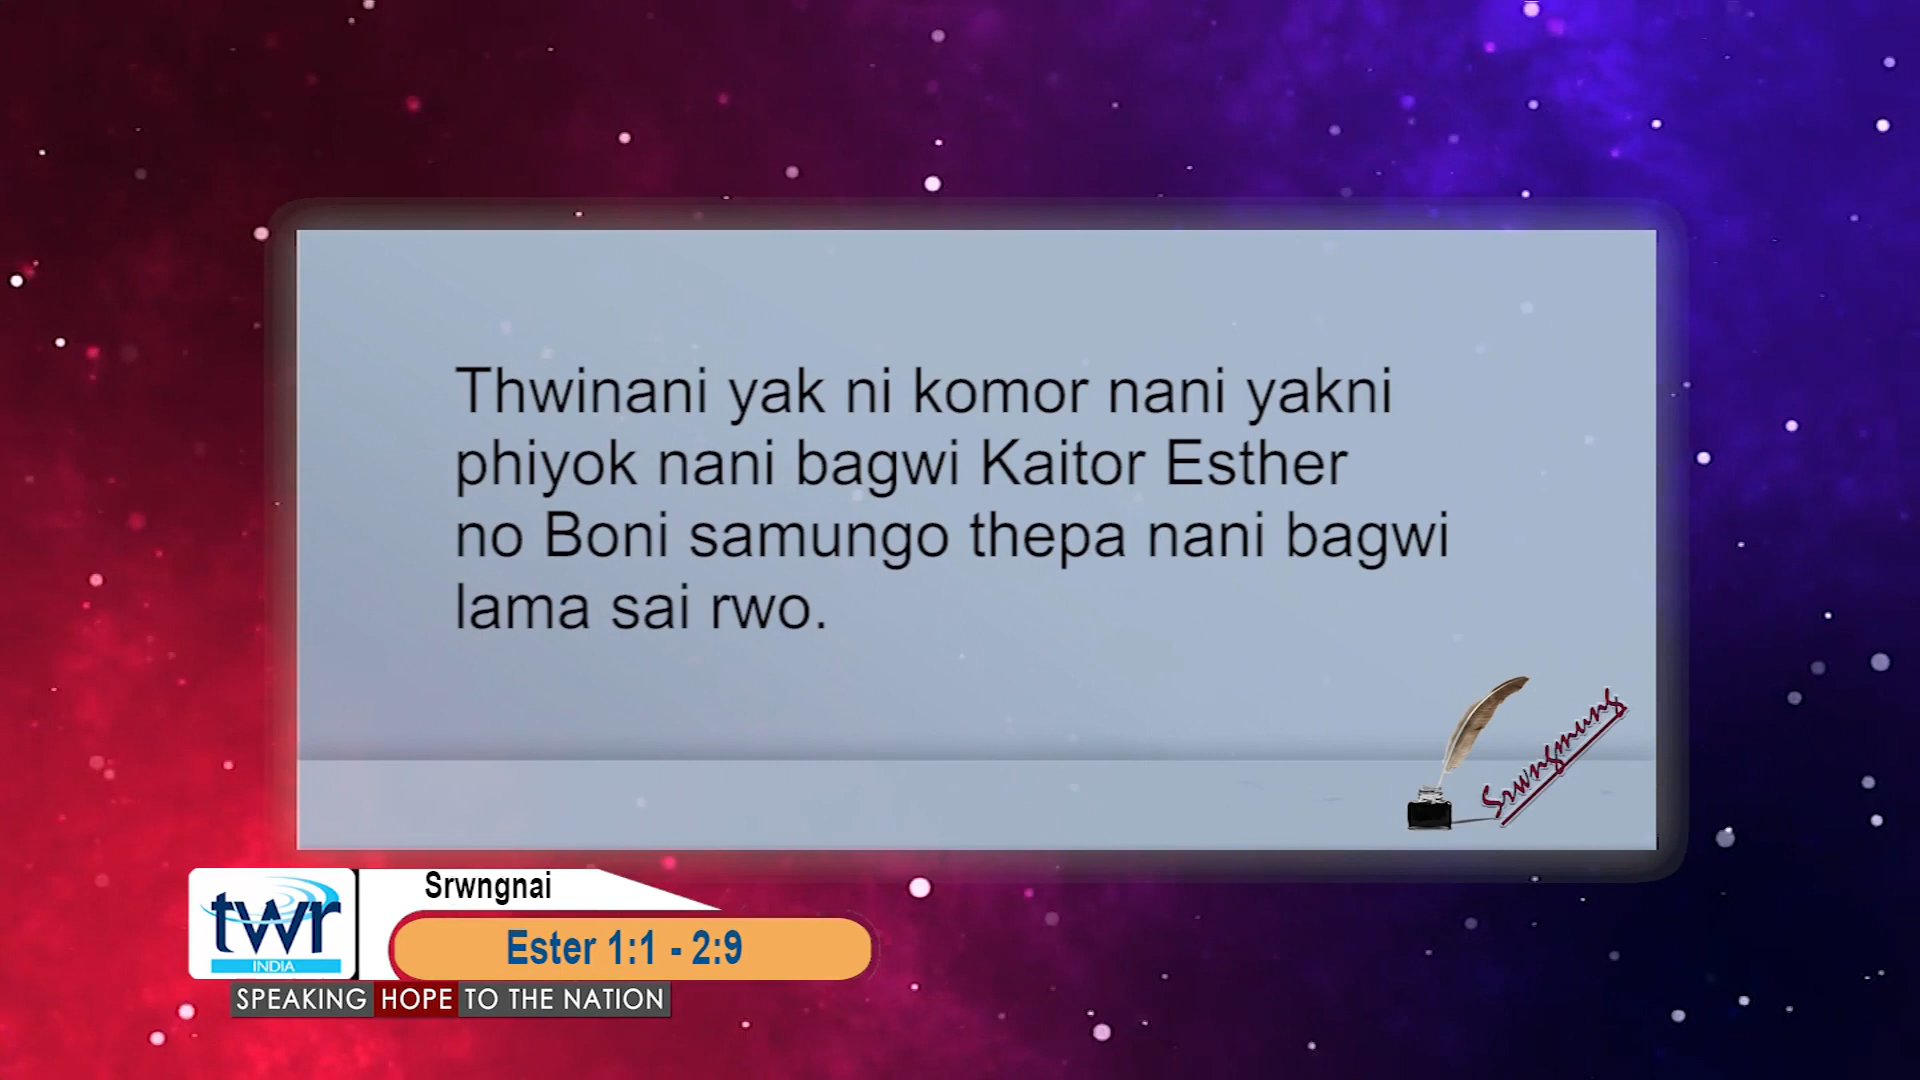 Thwinani yak ni komor nani yakni
phiyok nani bagwi Kaitor Esther
no Boni samungo thepa nani bagwi
lama sai rwo.
Srwngmung
Srwngnai
twr
INDIA
Ester 1:1 - 2:9
SPEAKING HOPE TO THE NATION